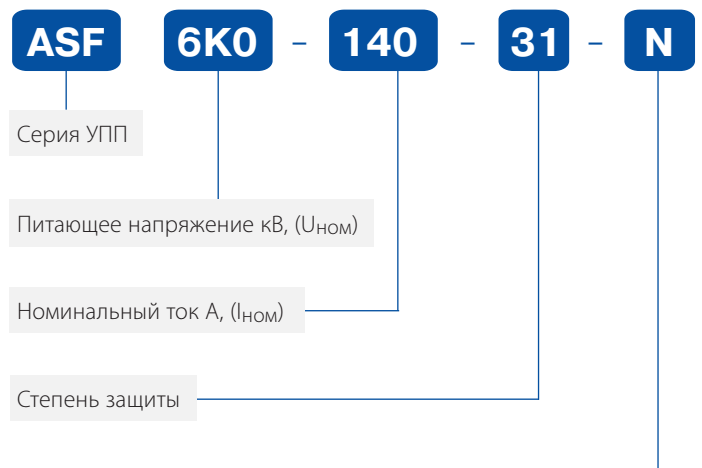 ASF 6K0 – 140 – 31 – N
Серия УПП
Питающее напряжение кВ, (Uном)
Номинальный ток А, (Iном)
Степень защиты